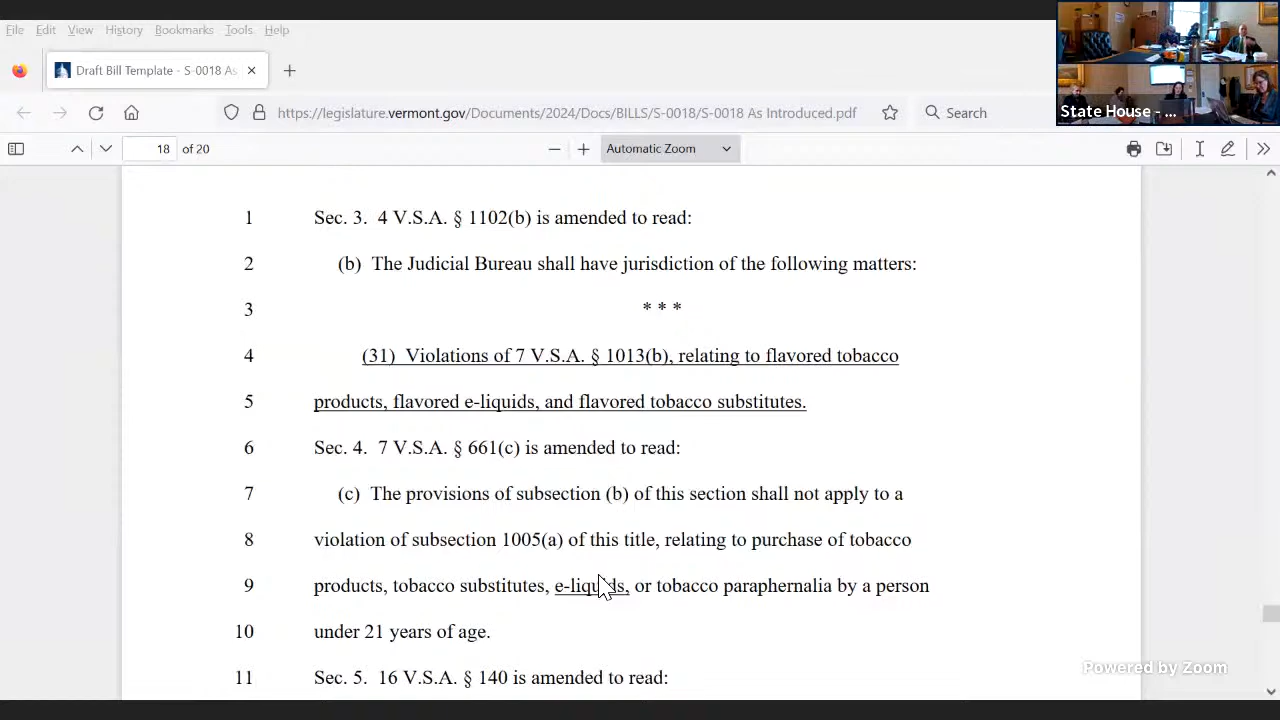 File Edit View History Bookmarks Tools Help
Draft Bill Template - S-0018 As
https://legislature.vermont.gov/Documents/2024/Docs/BILLS/S-0018/S-0018 As Introduced.pdf
Search
State House - ...
18 of 20
Automatic Zoom
1 Sec. 3. 4 V.S.A. § 1102(b) is amended to read:
2 (b) The Judicial Bureau shall have jurisdiction of the following matters:
3 * * *
4 (31) Violations of 7 V.S.A. § 1013(b), relating to flavored tobacco
5 products, flavored e-liquids, and flavored tobacco substitutes.
6 Sec. 4. 7 V.S.A. § 661(c) is amended to read:
7 (c) The provisions of subsection (b) of this section shall not apply to a
8 violation of subsection 1005(a) of this title, relating to purchase of tobacco
9 products, tobacco substitutes, e-liquids, or tobacco paraphernalia by a person
10 under 21 years of age.
11 Sec. 5. 16 V.S.A. § 140 is amended to read:
Powered by Zoom